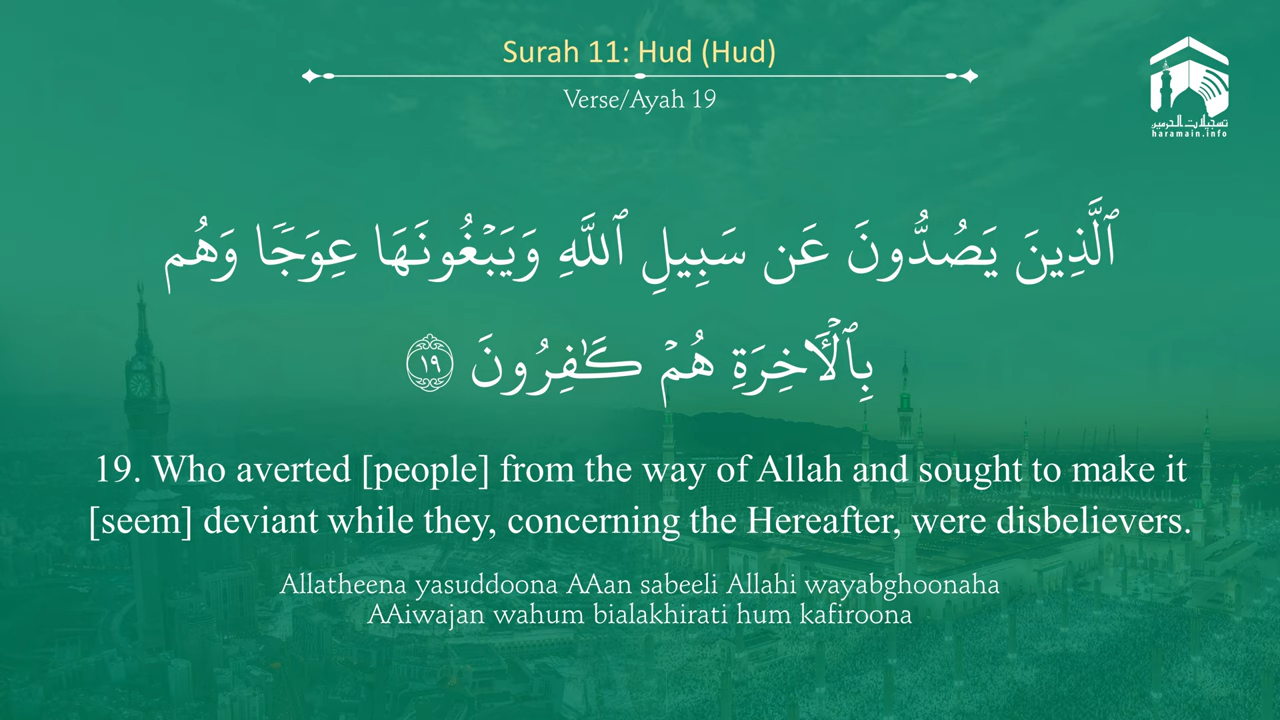 Surah 11: Hud (Hud)
Verse/Ayah 19
تسجيلات الحرمين
haramain.info
ٱلَّذِينَ يَصُدُّونَ عَن سَبِيلِ ٱللَّهِ وَيَبۡغُونَهَا عِوَجٗا وَهُم
بِٱلۡأٓخِرَةِ هُمۡ كَٰفِرُونَ ١٩
19. Who averted [people] from the way of Allah and sought to make it
[seem] deviant while they, concerning the Hereafter, were disbelievers.
Allatheena yasuddoona AAan sabeeli Allahi wayabghoonaha
AAiwajan wahum bialakhirati hum kafiroona